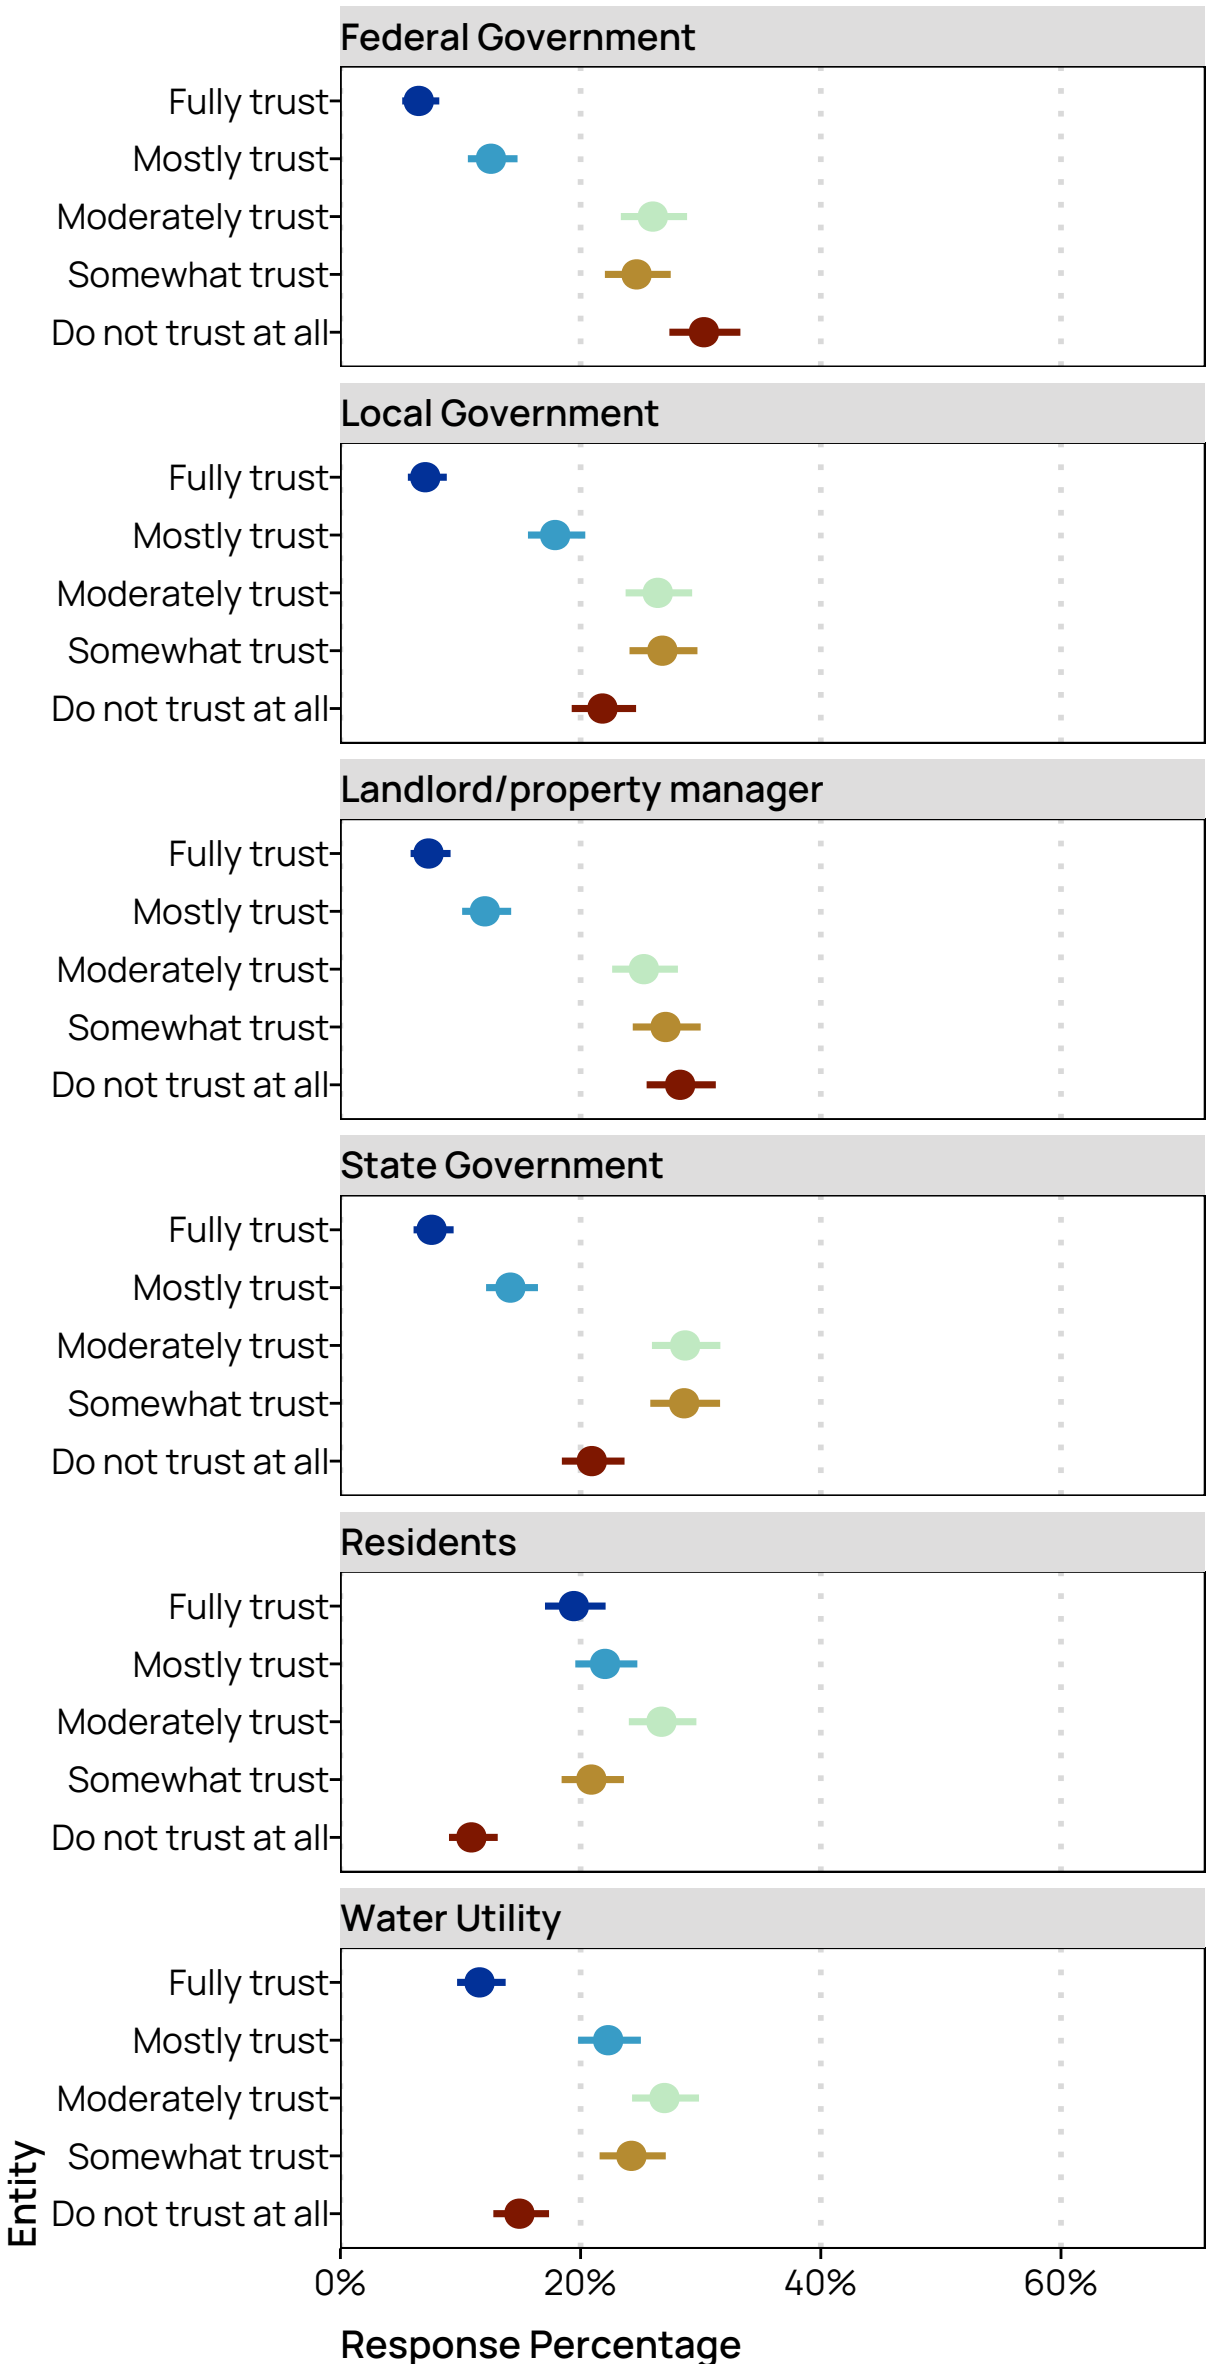 Federal Government
Fully trust
Mostly trust
Moderately trust
Somewhat trust
Do not trust at all
Local Government
Fully trust
Mostly trust
Moderately trust
Somewhat trust
Do not trust at all
Landlord/property manager
Fully trust
Mostly trust
Moderately trust
Somewhat trust
Do not trust at all
State Government
Fully trust
Mostly trust
Moderately trust
Somewhat trust
Do not trust at all
Residents
Fully trust
Mostly trust
Moderately trust
Somewhat trust
Do not trust at all
Water Utility
Fully trust
Mostly trust
Moderately trust
Somewhat trust
Do not trust at all
Entity
0% 20% 40% 60%
Response Percentage